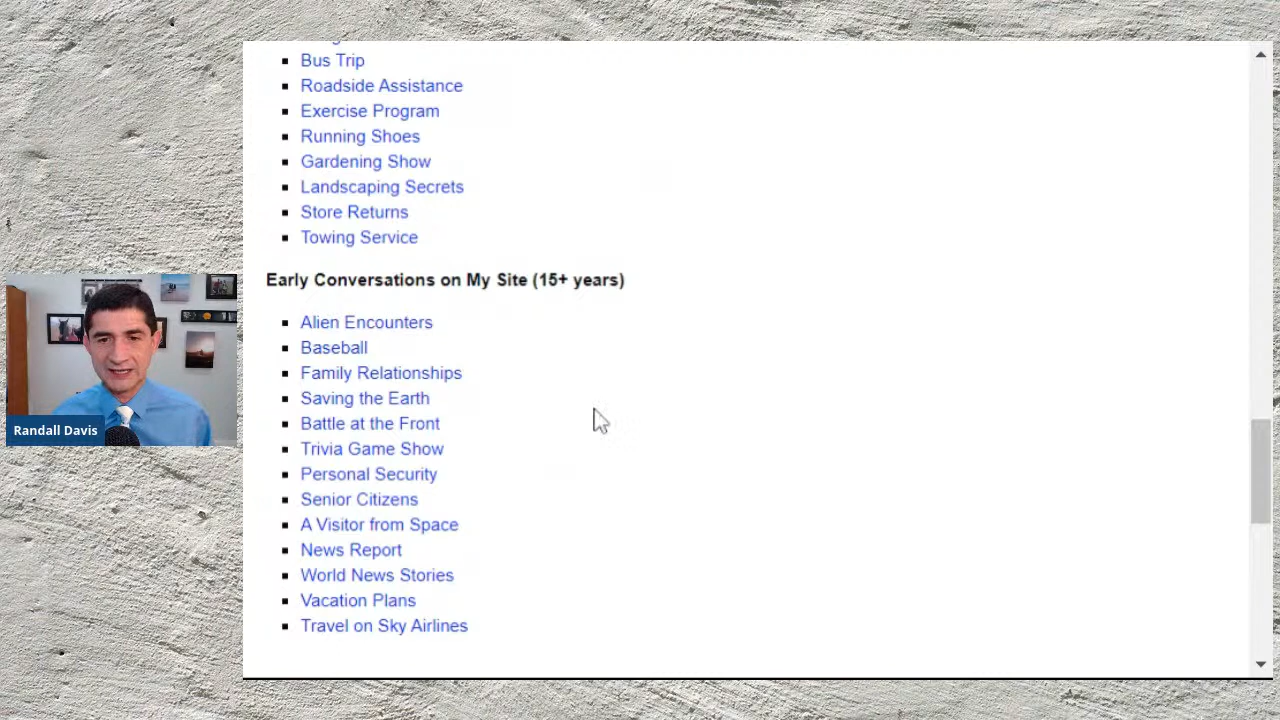 Bus Trip
Roadside Assistance
Exercise Program
Running Shoes
Gardening Show
Landscaping Secrets
Store Returns
Towing Service
Early Conversations on My Site (15+ years)
Alien Encounters
Baseball
Family Relationships
Saving the Earth
Battle at the Front
Trivia Game Show
Personal Security
Senior Citizens
A Visitor from Space
News Report
World News Stories
Vacation Plans
Travel on Sky Airlines
Randall Davis